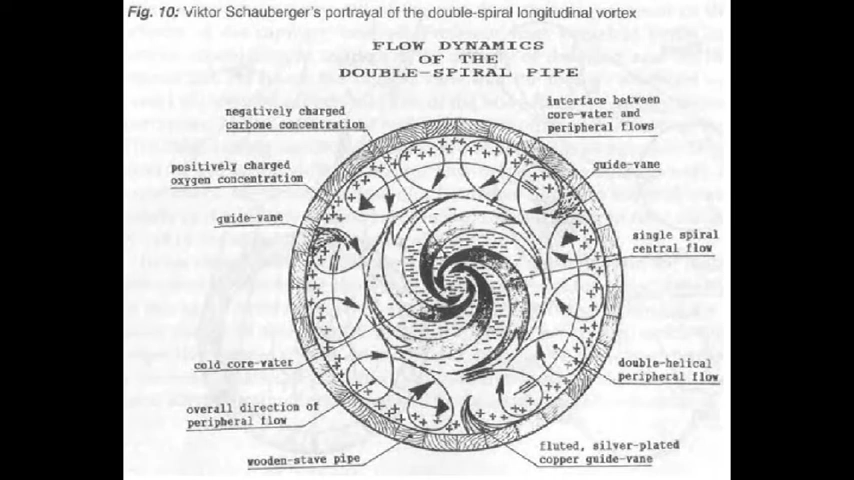 Fig. 10: Viktor Schauberger's portrayal of the double-spiral longitudinal vortex
FLOW DYNAMICS
OF THE
DOUBLE-SPIRAL PIPE
negatively charged
carbone concentration
interface between
core-water and
peripheral flows
positively charged
oxygen concentration
guide-vane
guide-vane
single spiral
central flow
cold core-water
double-helical
peripheral flow
overall direction of
peripheral flow
wooden-stave pipe
fluted, silver-plated
copper guide-vane